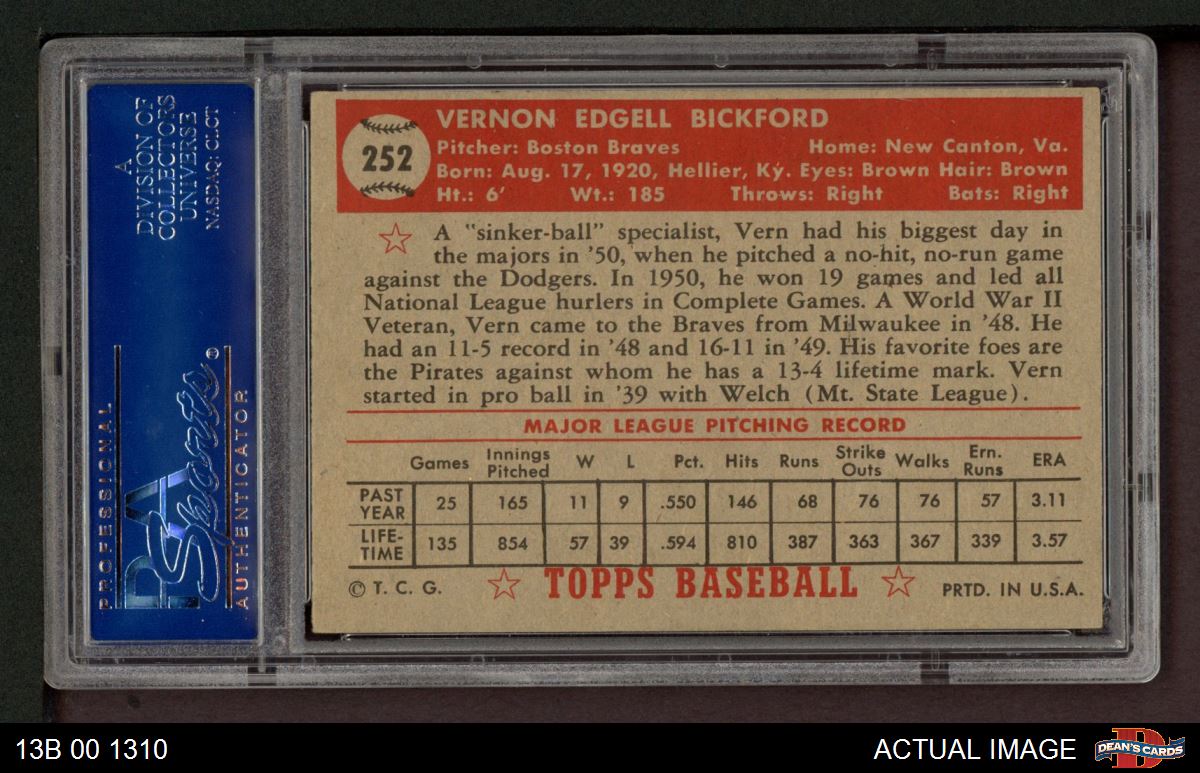 A
DIVISION OF
COLLECTORS
UNIVERSE
NASDAQ: CLCT
PROFESSIONAL
PSA
Sports®
AUTHENTICATOR
252
VERNON EDGELL BICKFORD
Pitcher: Boston Braves Home: New Canton, Va.
Born: Aug. 17, 1920, Hellier, Ky. Eyes: Brown Hair: Brown
Ht.: 6' Wt.: 185 Throws: Right Bats: Right
A "sinker-ball" specialist, Vern had his biggest day in
the majors in '50, when he pitched a no-hit, no-run game
against the Dodgers. In 1950, he won 19 games and led all
National League hurlers in Complete Games. A World War II
Veteran, Vern came to the Braves from Milwaukee in '48. He
had an 11-5 record in '48 and 16-11 in '49. His favorite foes are
the Pirates against whom he has a 13-4 lifetime mark. Vern
started in pro ball in '39 with Welch (Mt. State League).
MAJOR LEAGUE PITCHING RECORD
Games Innings Pitched W L Pct. Hits Runs Strike Outs Walks Ern. Runs ERA
PAST YEAR 25 165 11 9 .550 146 68 76 76 57 3.11
LIFE-TIME 135 854 57 39 .594 810 387 363 367 339 3.57
© T. C. G. TOPPS BASEBALL PRTD. IN U.S.A.
13B 00 1310 ACTUAL IMAGE DEAN'S CARDS